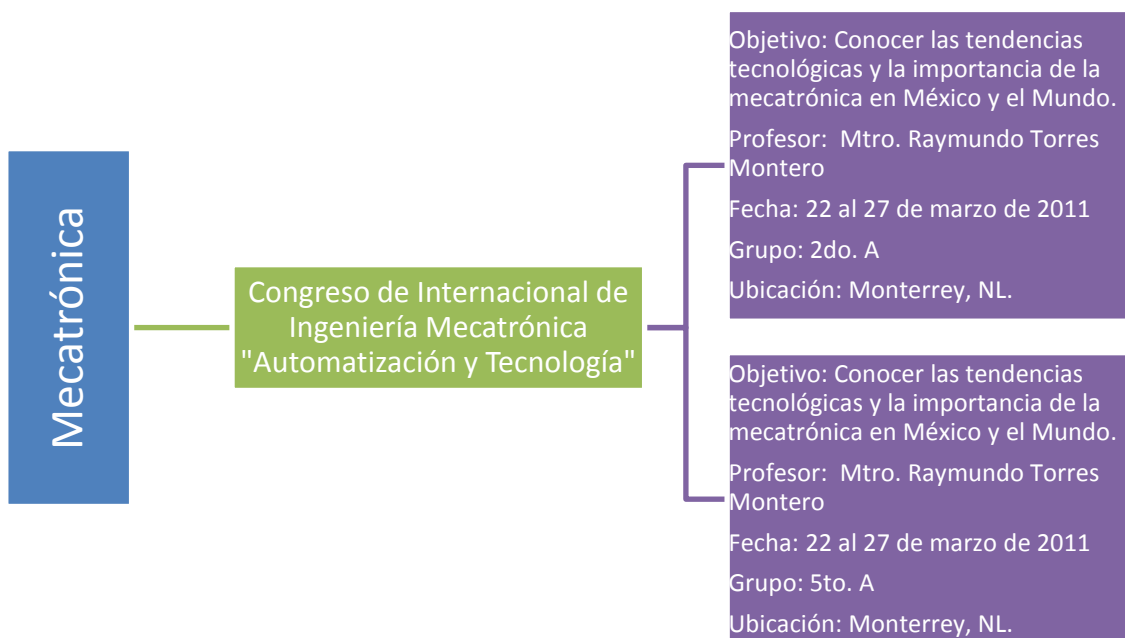 Mecatrónica
Congreso de Internacional de
Ingeniería Mecatrónica
"Automatización y Tecnología"
Objetivo: Conocer las tendencias
tecnológicas y la importancia de la
mecatrónica en México y el Mundo.
Profesor:  Mtro. Raymundo Torres
Montero
Fecha: 22 al 27 de marzo de 2011
Grupo: 2do. A
Ubicación: Monterrey, NL.
Objetivo: Conocer las tendencias
tecnológicas y la importancia de la
mecatrónica en México y el Mundo.
Profesor:  Mtro. Raymundo Torres
Montero
Fecha: 22 al 27 de marzo de 2011
Grupo: 5to. A
Ubicación: Monterrey, NL.